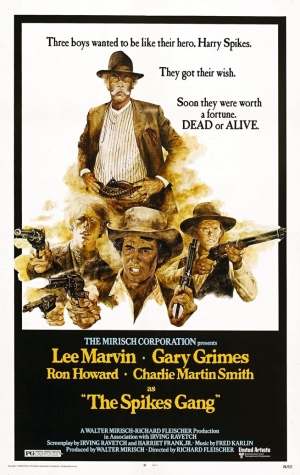 Three boys wanted to be like their hero, Harry Spikes.
They got their wish.
Soon they were worth
a fortune.
DEAD or ALIVE.
THE MIRISCH CORPORATION presents
Lee Marvin · Gary Grimes
Ron Howard · Charlie Martin Smith
as
"The Spikes Gang"
A WALTER MIRISCH-RICHARD FLEISCHER Production
in Association with IRVING RAVETCH
Screenplay by IRVING RAVETCH and HARRIET FRANK, Jr. · Music by FRED KARLIN
Produced by WALTER MIRISCH · Directed by RICHARD FLEISCHER
PG
United Artists